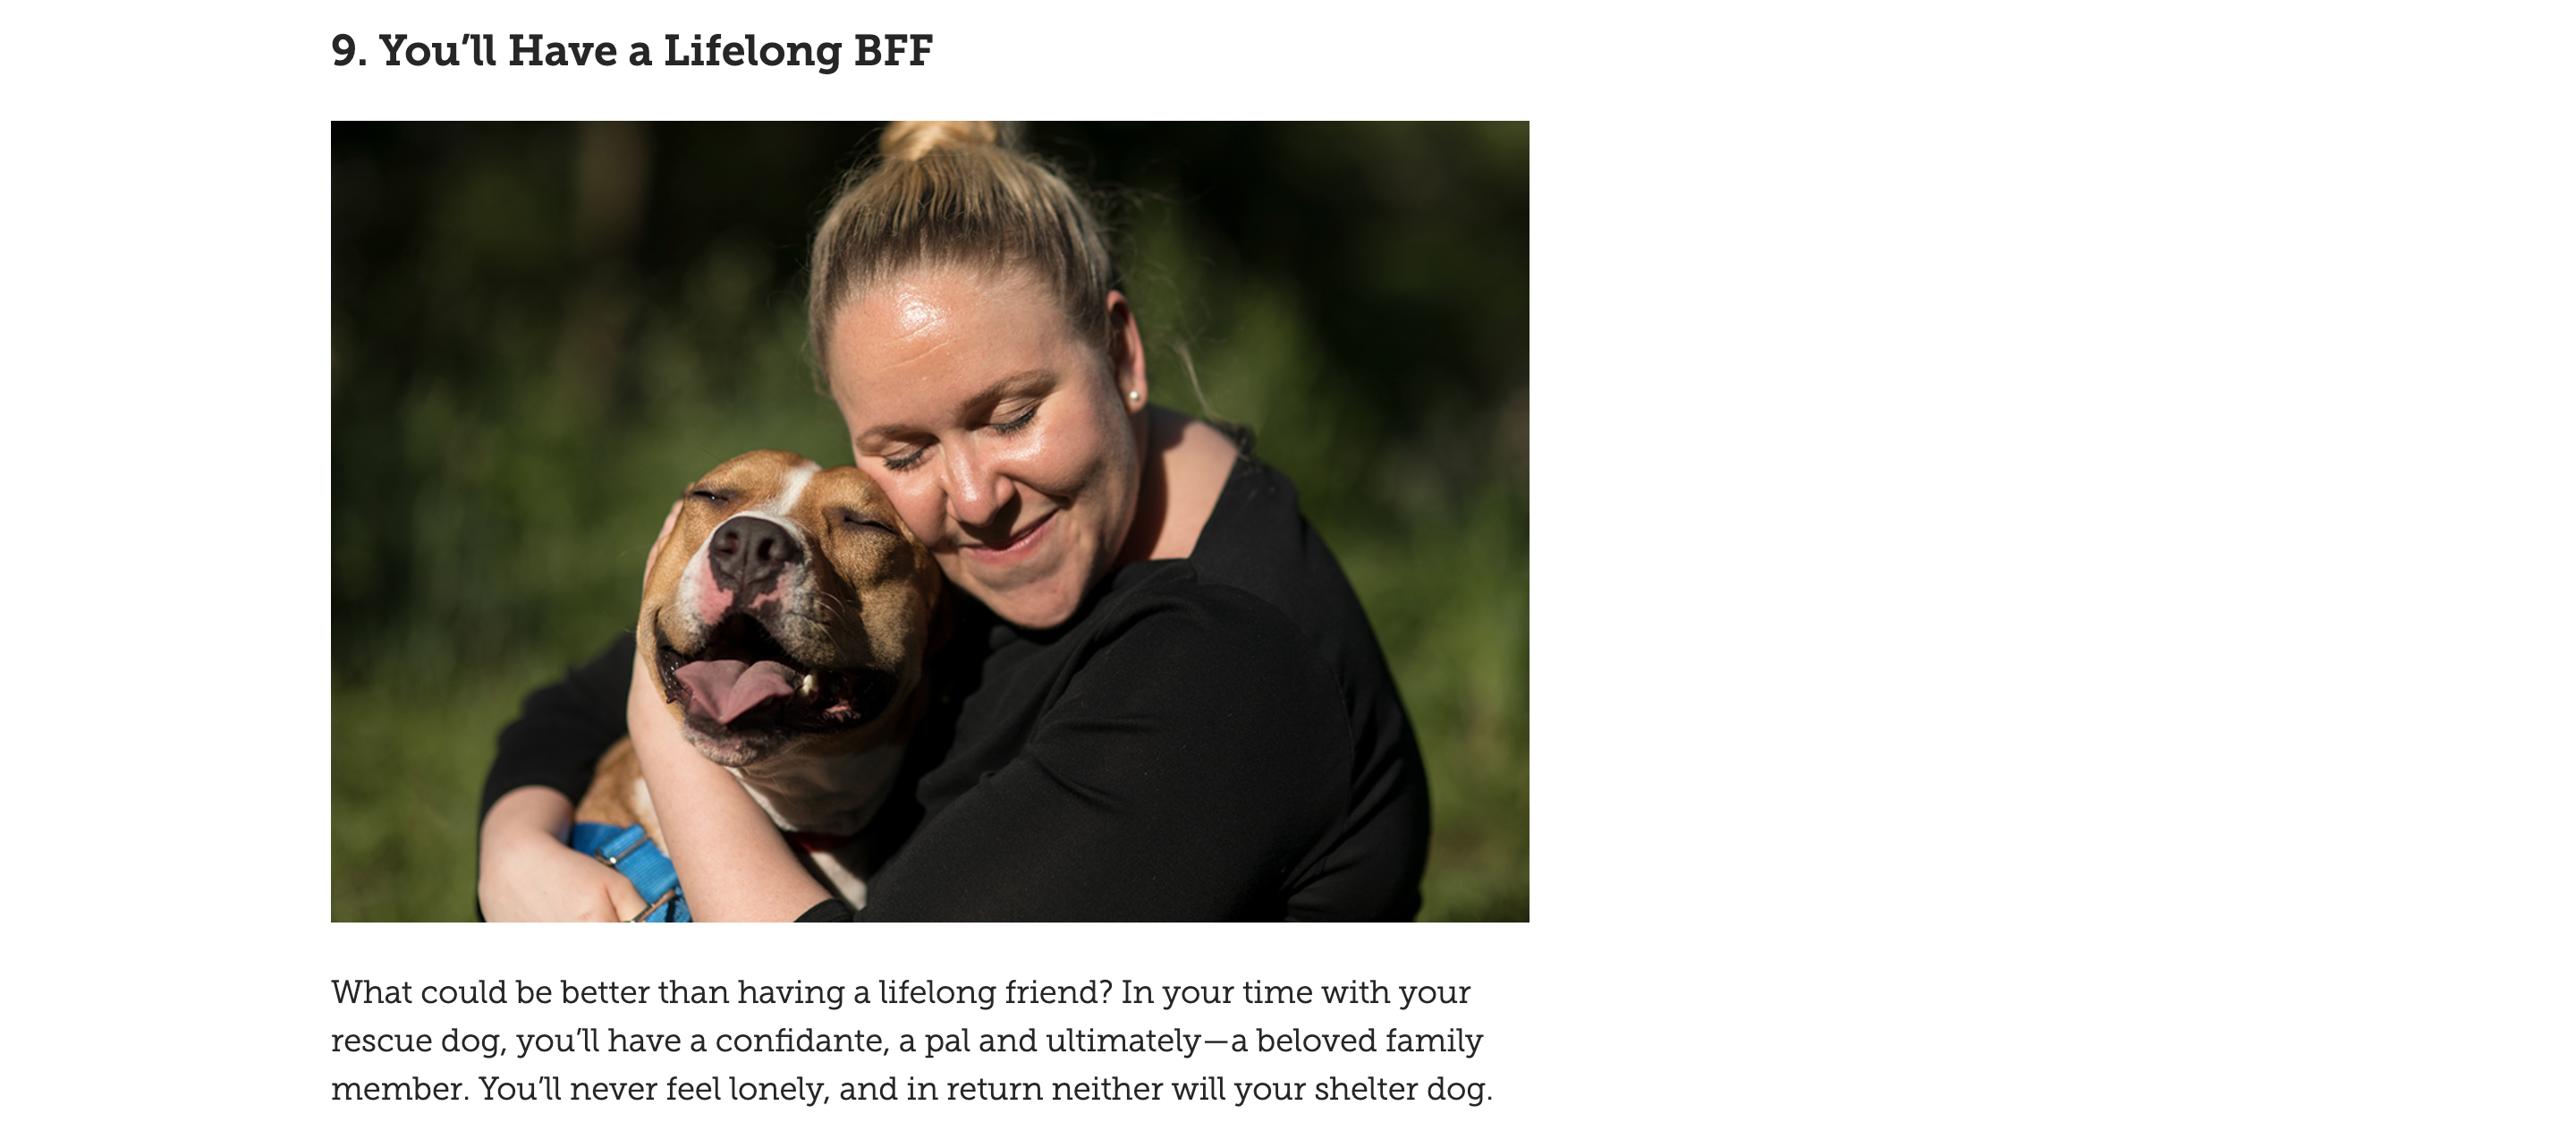 9. You’ll Have a Lifelong BFF
What could be better than having a lifelong friend? In your time with your
rescue dog, you’ll have a confidante, a pal and ultimately—a beloved family
member. You’ll never feel lonely, and in return neither will your shelter dog.